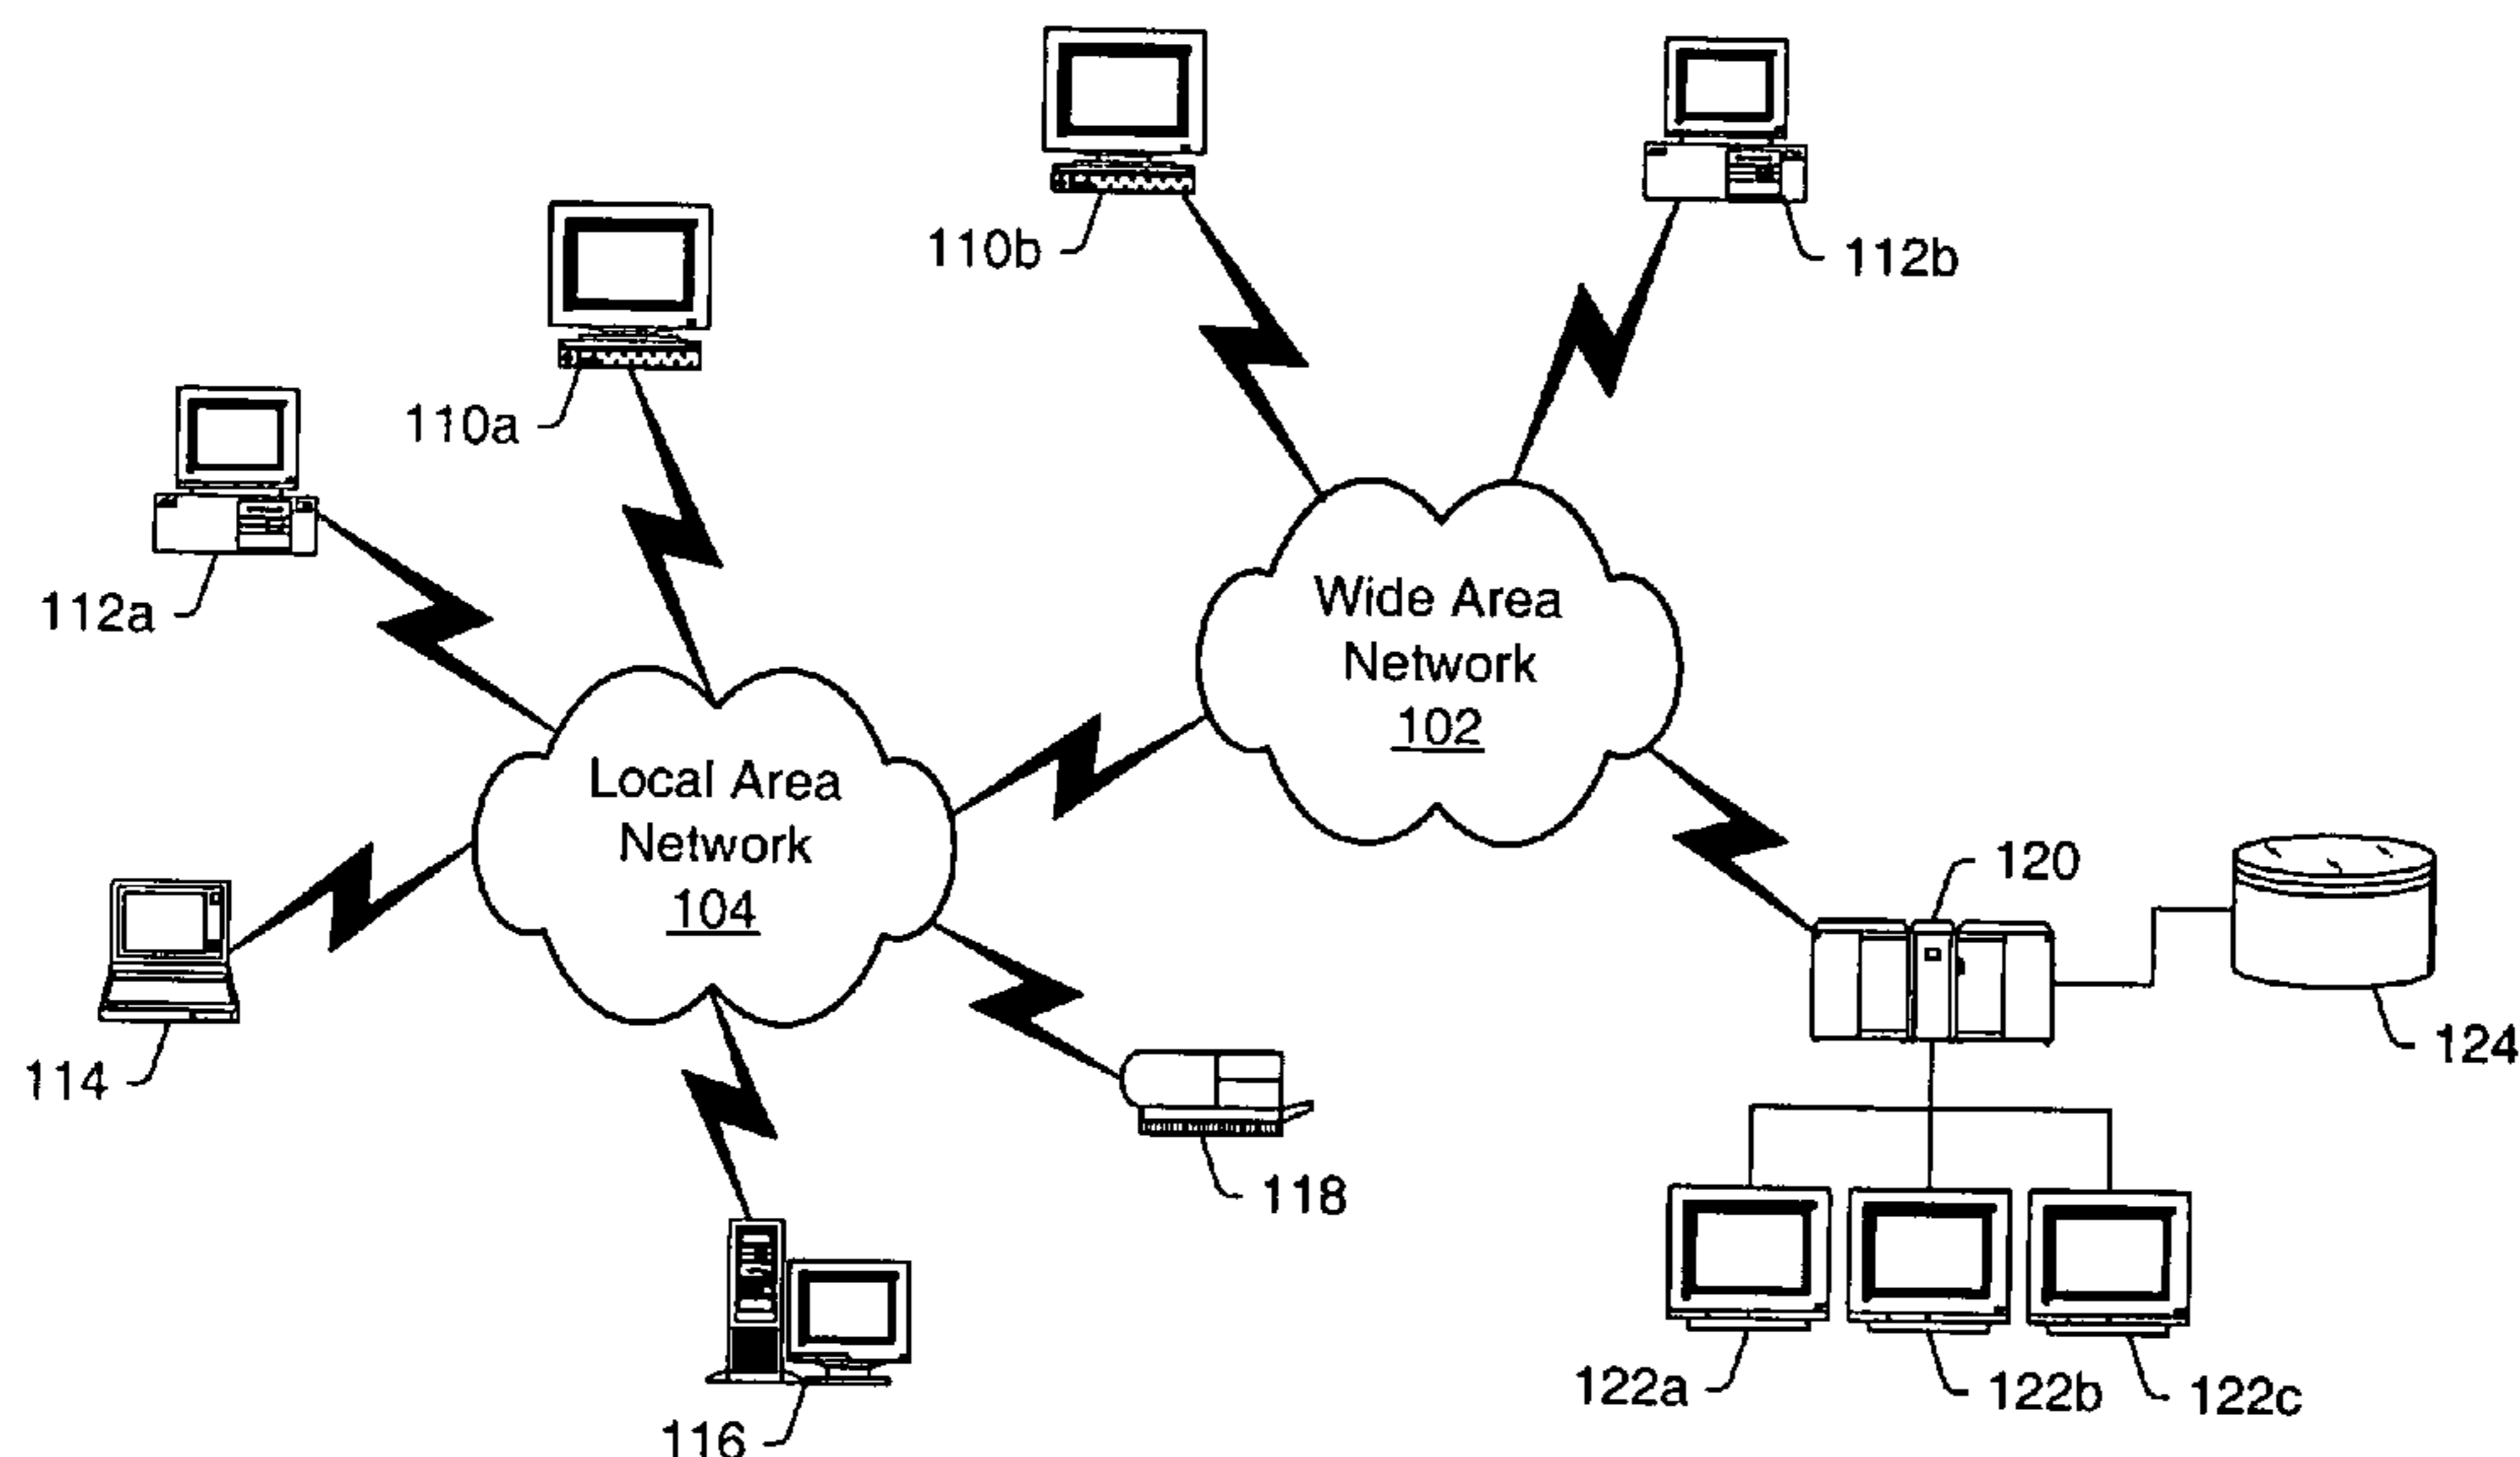 110b
112b
110a
112a
Wide Area
Network
102
Local Area
Network
104
120
124
114
118
122a
122b
122c
116